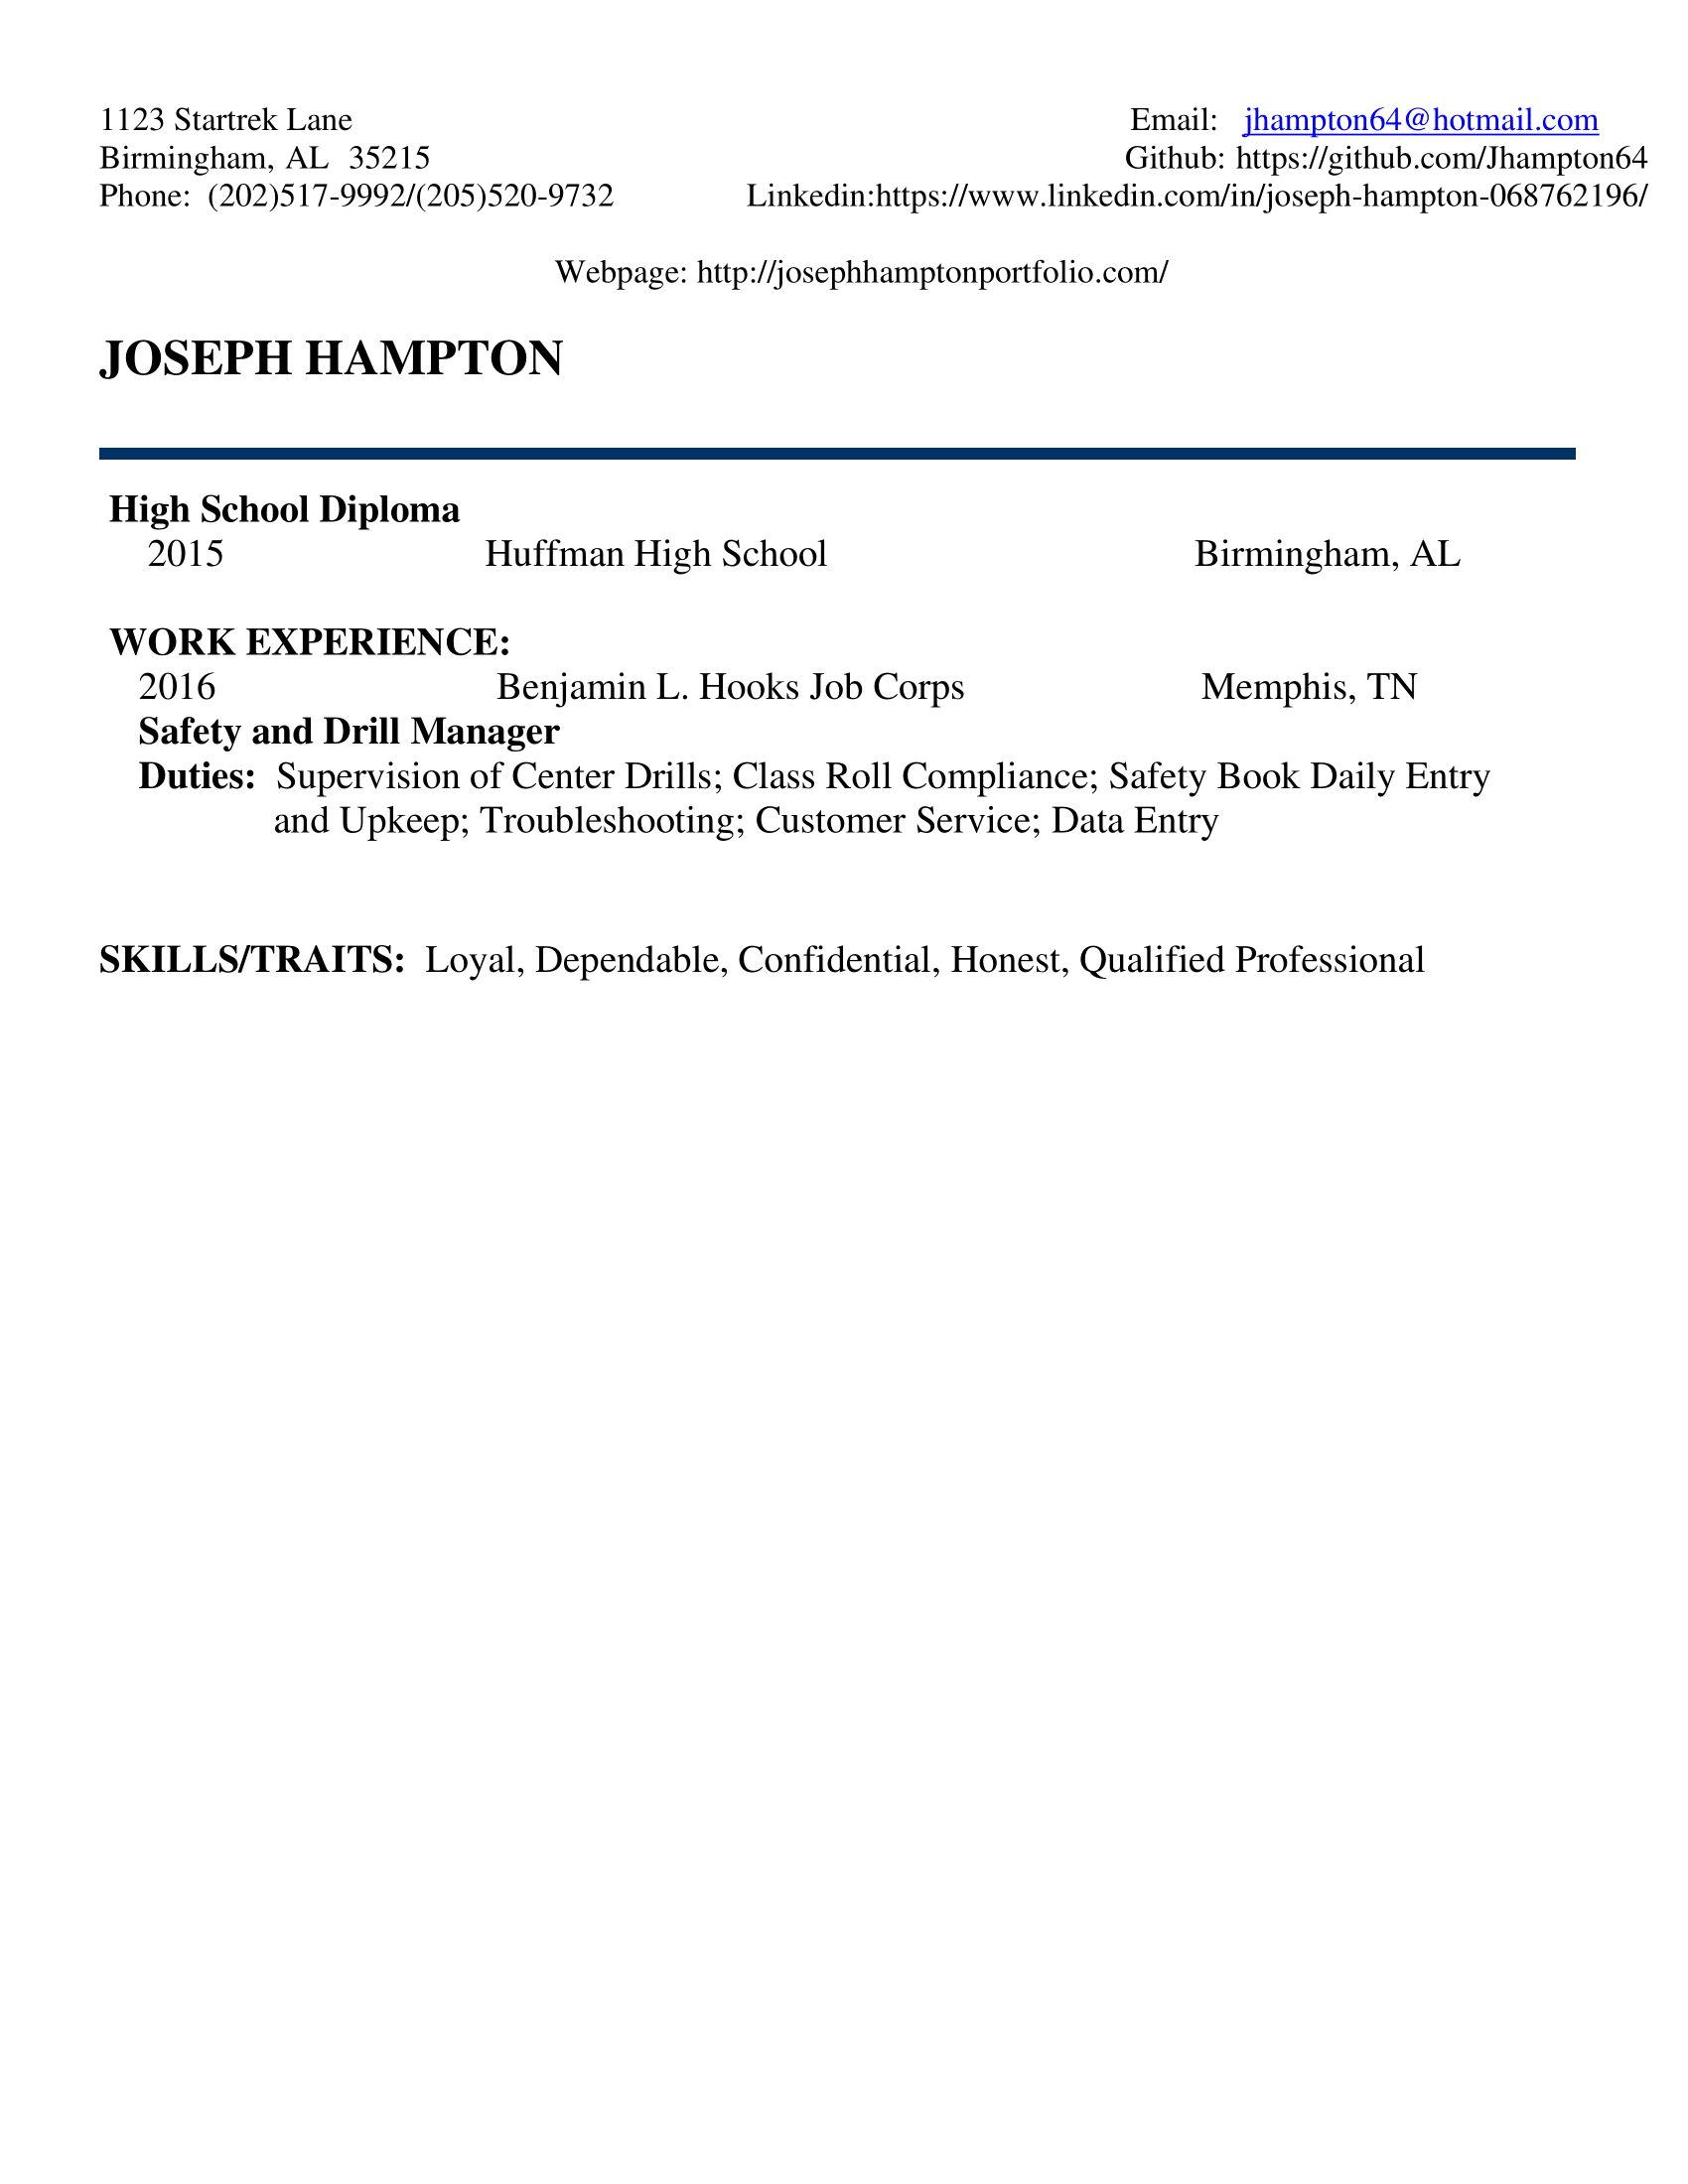 1123 Startrek Lane Email: jhampton64@hotmail.com
Birmingham, AL 35215 Github: https://github.com/Jhampton64
Phone: (202)517-9992/(205)520-9732 Linkedin:https://www.linkedin.com/in/joseph-hampton-068762196/
Webpage: http://josephhamptonportfolio.com/
JOSEPH HAMPTON
High School Diploma
2015 Huffman High School Birmingham, AL
WORK EXPERIENCE:
2016 Benjamin L. Hooks Job Corps Memphis, TN
Safety and Drill Manager
Duties: Supervision of Center Drills; Class Roll Compliance; Safety Book Daily Entry
and Upkeep; Troubleshooting; Customer Service; Data Entry
SKILLS/TRAITS: Loyal, Dependable, Confidential, Honest, Qualified Professional